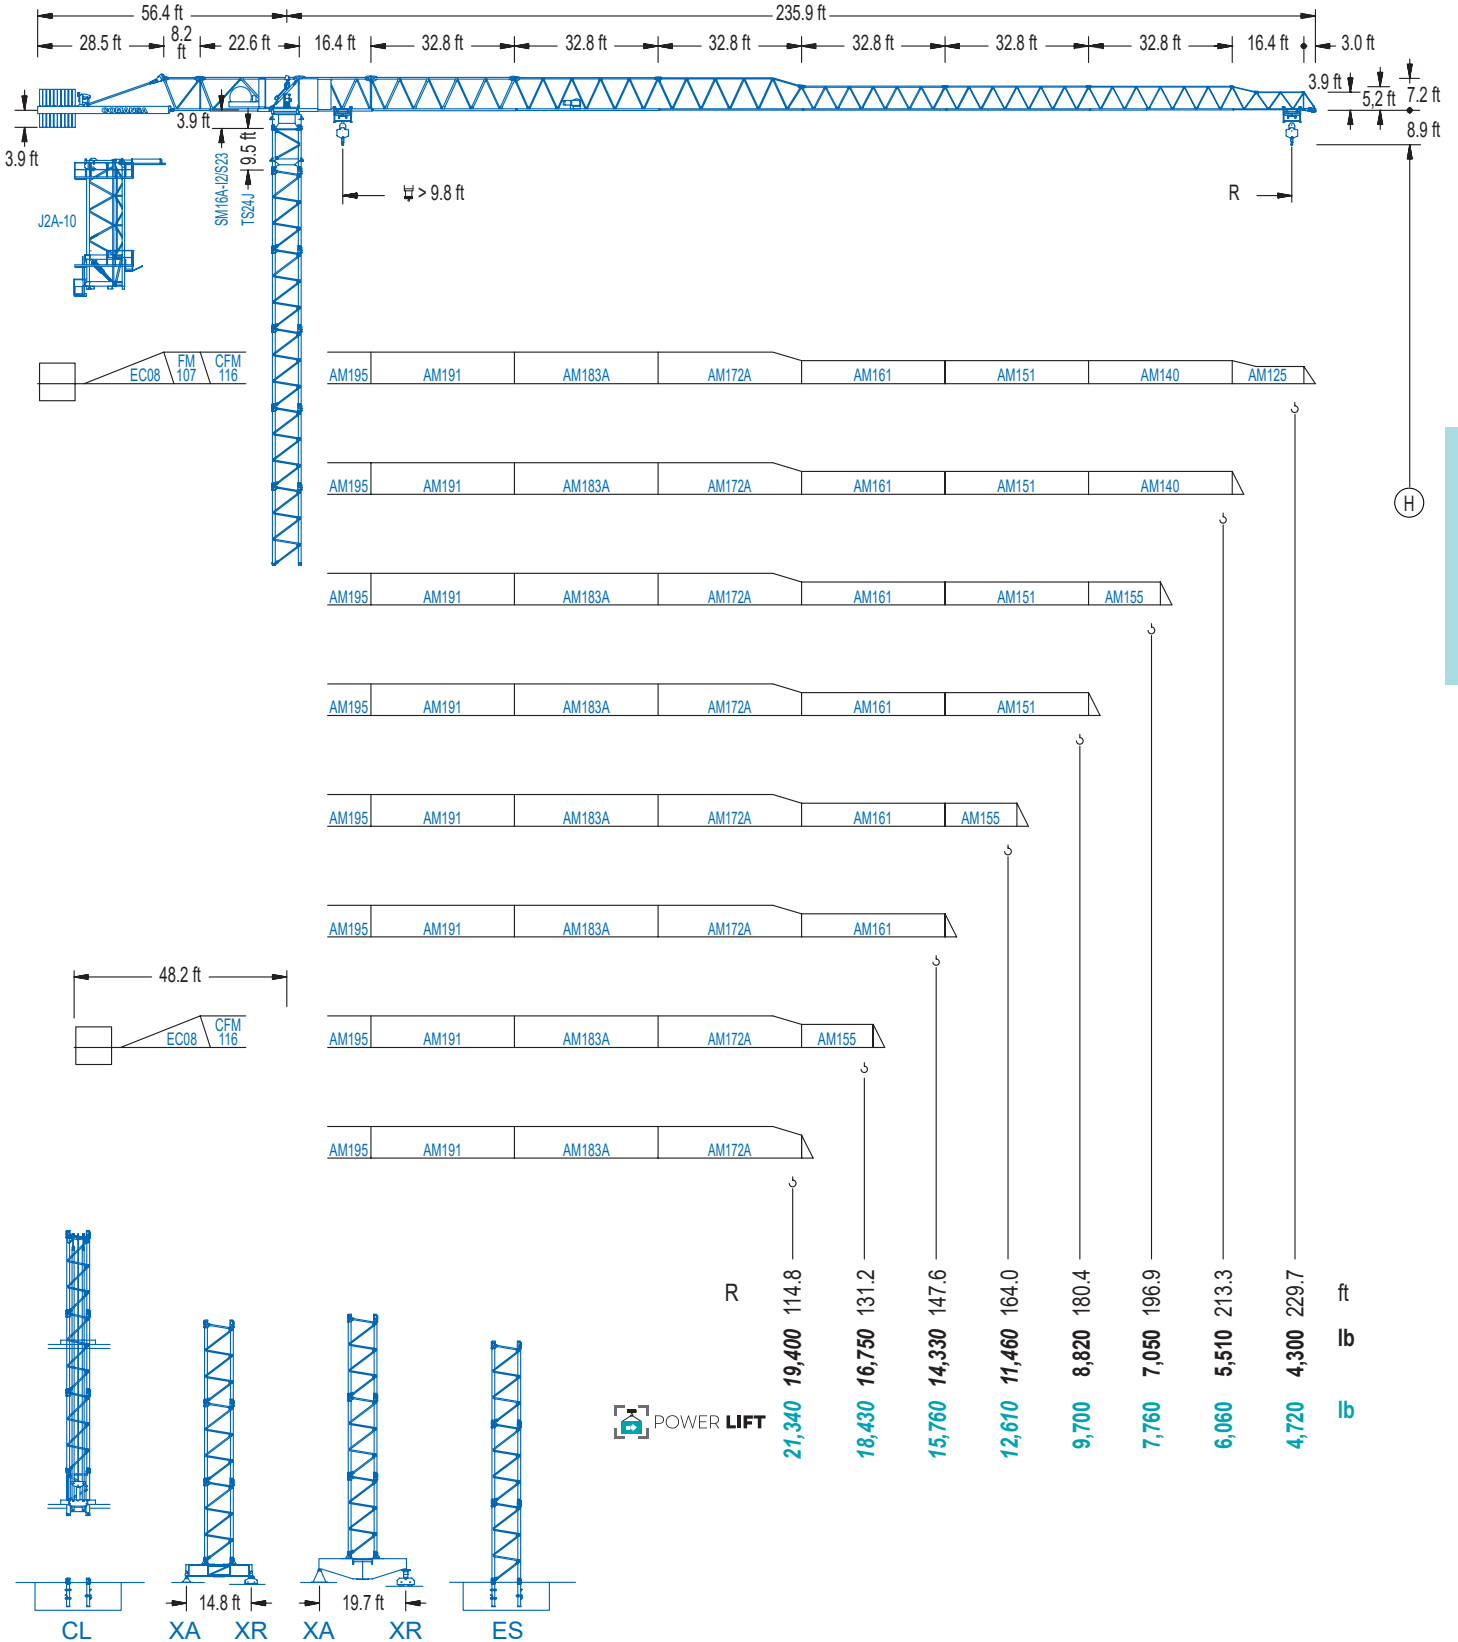 56.4 ft 235.9 ft
28.5 ft 8.2 ft 22.6 ft 16.4 ft 32.8 ft 32.8 ft 32.8 ft 32.8 ft 32.8 ft 32.8 ft 16.4 ft 3.0 ft
COMANSA
3.9 ft 5,2 ft 7.2 ft
3.9 ft 8.9 ft
3.9 ft
9.5 ft
SM16A-I2/S23
TS24J
J2A-10
> 9.8 ft R
EC08 FM 107 CFM 116 AM195 AM191 AM183A AM172A AM161 AM151 AM140 AM125
AM195 AM191 AM183A AM172A AM161 AM151 AM140
H
AM195 AM191 AM183A AM172A AM161 AM151 AM155
AM195 AM191 AM183A AM172A AM161 AM151
AM195 AM191 AM183A AM172A AM161 AM155
AM195 AM191 AM183A AM172A AM161
48.2 ft
EC08 CFM 116 AM195 AM191 AM183A AM172A AM155
AM195 AM191 AM183A AM172A
R 114.8 131.2 147.6 164.0 180.4 196.9 213.3 229.7 ft
19,400 16,750 14,330 11,460 8,820 7,050 5,510 4,300 lb
POWER LIFT 21,340 18,430 15,760 12,610 9,700 7,760 6,060 4,720 lb
14.8 ft 19.7 ft
CL XA XR XA XR ES